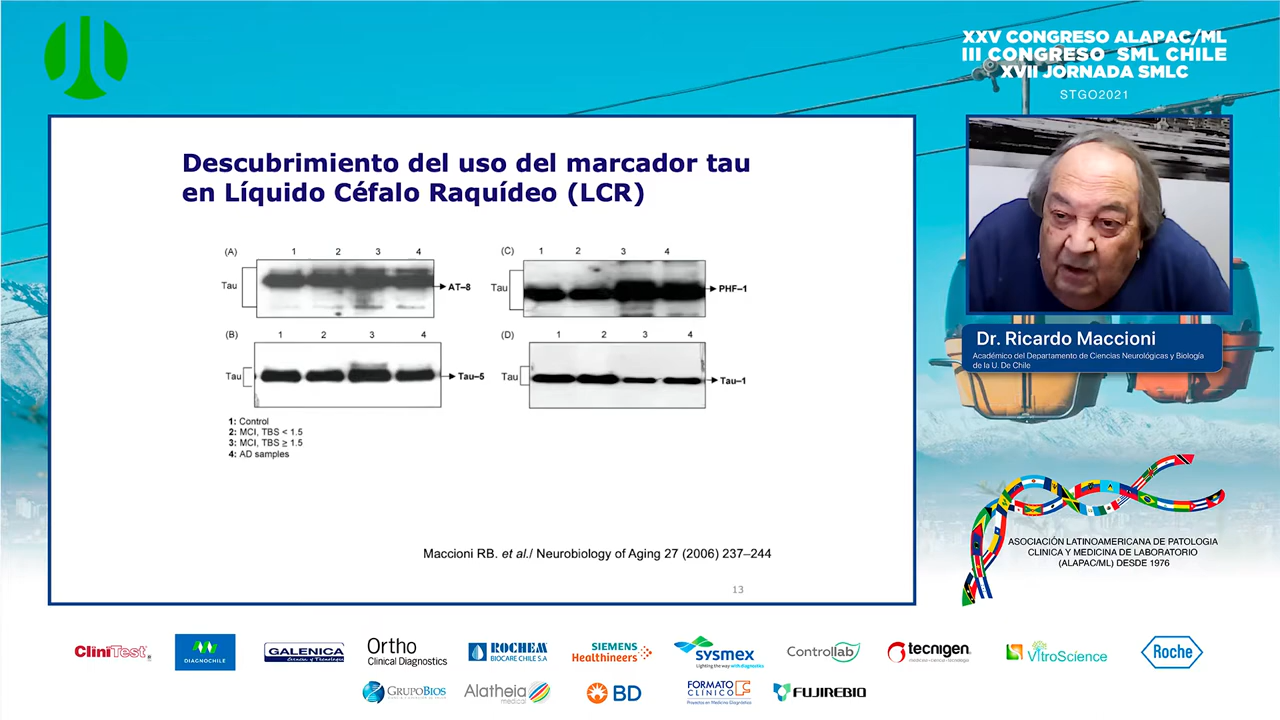 XXV CONGRESO ALAPAC/ML
III CONGRESO SML CHILE
XVII JORNADA SMLC
STGO2021
Descubrimiento del uso del marcador tau
en Líquido Céfalo Raquídeo (LCR)
(A) 1 2 3 4
Tau AT–8
(C) 1 2 3 4
Tau PHF–1
(B) 1 2 3 4
Tau Tau–5
(D) 1 2 3 4
Tau Tau–1
1: Control
2: MCI, TBS < 1.5
3: MCI, TBS ≥ 1.5
4: AD samples
Maccioni RB. et al./ Neurobiology of Aging 27 (2006) 237–244
13
Dr. Ricardo Maccioni
Académico del Departamento de Ciencias Neurológicas y Biología
de la U. De Chile
ASOCIACIÓN LATINOAMERICANA DE PATOLOGIA
CLINICA Y MEDICINA DE LABORATORIO
(ALAPAC/ML) DESDE 1976
CliniTest
DIAGNOCHILE
GALENICA
Ciencia y Tecnología
Ortho
Clinical Diagnostics
ROCHEM
BIOCARE CHILE S.A
SIEMENS
Healthineers
sysmex
Lighting the way with diagnostics
Controllab
tecnigen
VitroScience
Roche
GRUPOBIOS
Alatheia
medical
BD
FORMATO
CLÍNICO
Proyectos en Medicina Diagnóstica
FUJIREBIO